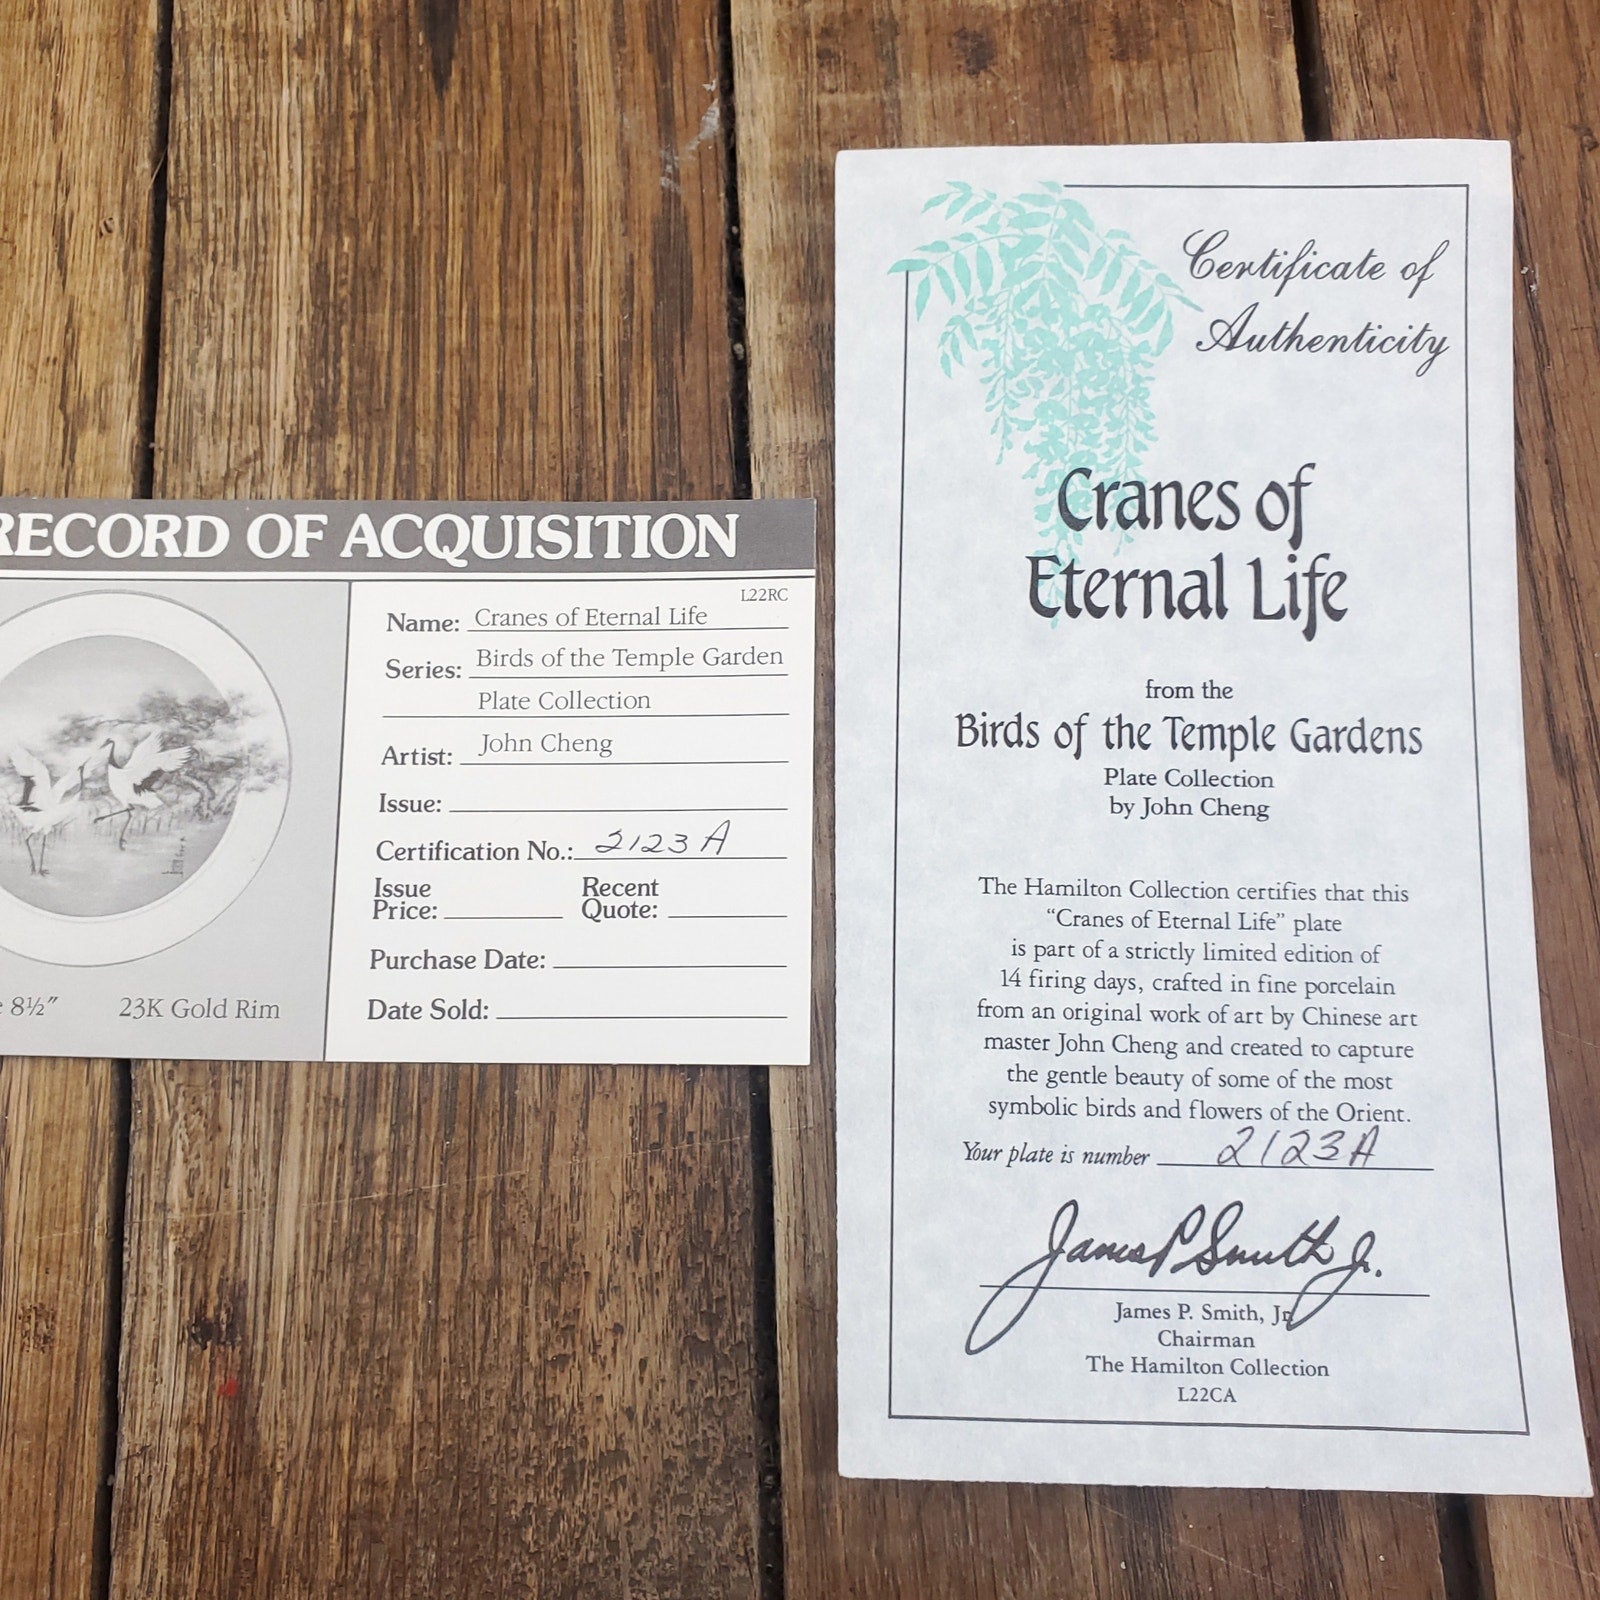 RECORD OF ACQUISITION
L22RC
Name: Cranes of Eternal Life
Series: Birds of the Temple Garden
Plate Collection
Artist: John Cheng
Issue:
Certification No.: 2123 A
Issue Price:
Recent Quote:
Purchase Date:
Date Sold:
8½" 23K Gold Rim
Certificate of
Authenticity
Cranes of
Eternal Life
from the
Birds of the Temple Gardens
Plate Collection
by John Cheng
The Hamilton Collection certifies that this
“Cranes of Eternal Life” plate
is part of a strictly limited edition of
14 firing days, crafted in fine porcelain
from an original work of art by Chinese art
master John Cheng and created to capture
the gentle beauty of some of the most
symbolic birds and flowers of the Orient.
Your plate is number 2123A
James P. Smith Jr.
James P. Smith, Jr.
Chairman
The Hamilton Collection
L22CA